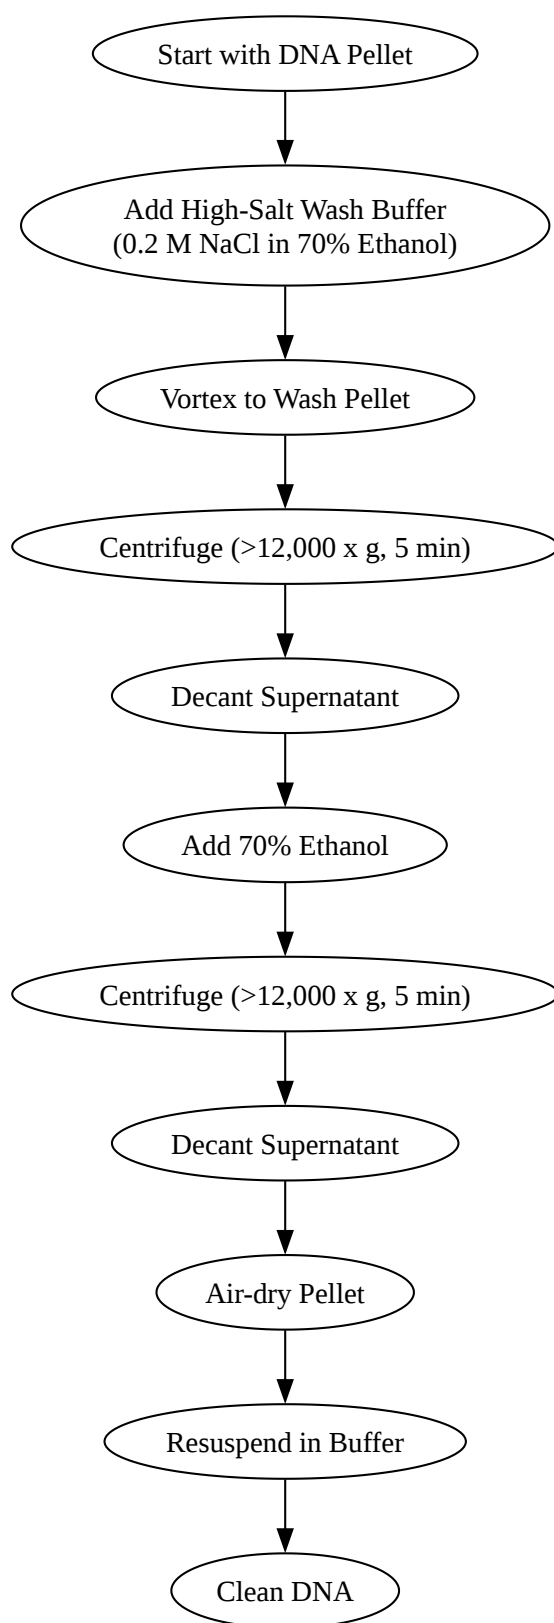 Start with DNA Pellet
Add High-Salt Wash Buffer
(0.2 M NaCl in 70% Ethanol)
Vortex to Wash Pellet
Centrifuge (>12,000 x g, 5 min)
Decant Supernatant
Add 70% Ethanol
Centrifuge (>12,000 x g, 5 min)
Decant Supernatant
Air-dry Pellet
Resuspend in Buffer
Clean DNA